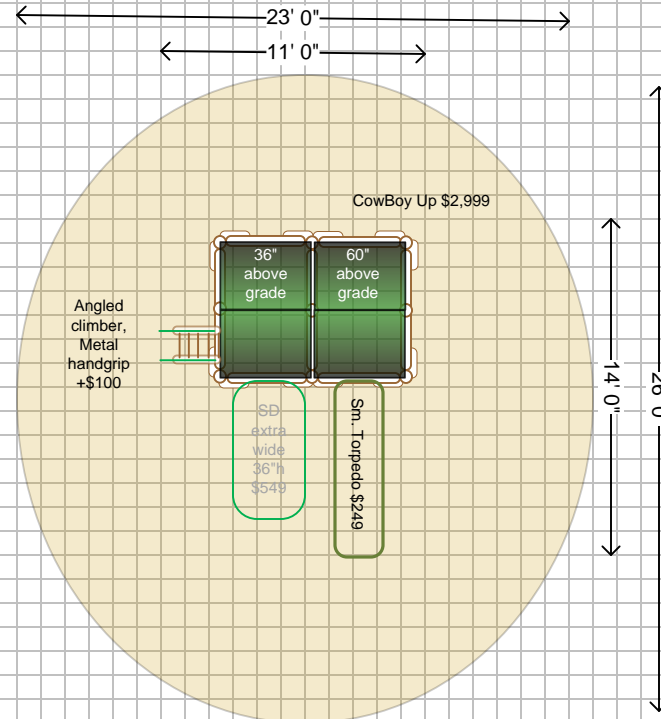 23' 0"
11' 0"
CowBoy Up $2,999
36"
above
grade
60"
above
grade
Angled
climber,
Metal
handgrip
+$100
14' 0"
SD
extra
wide
36"h
$549
Sm. Torpedo $249